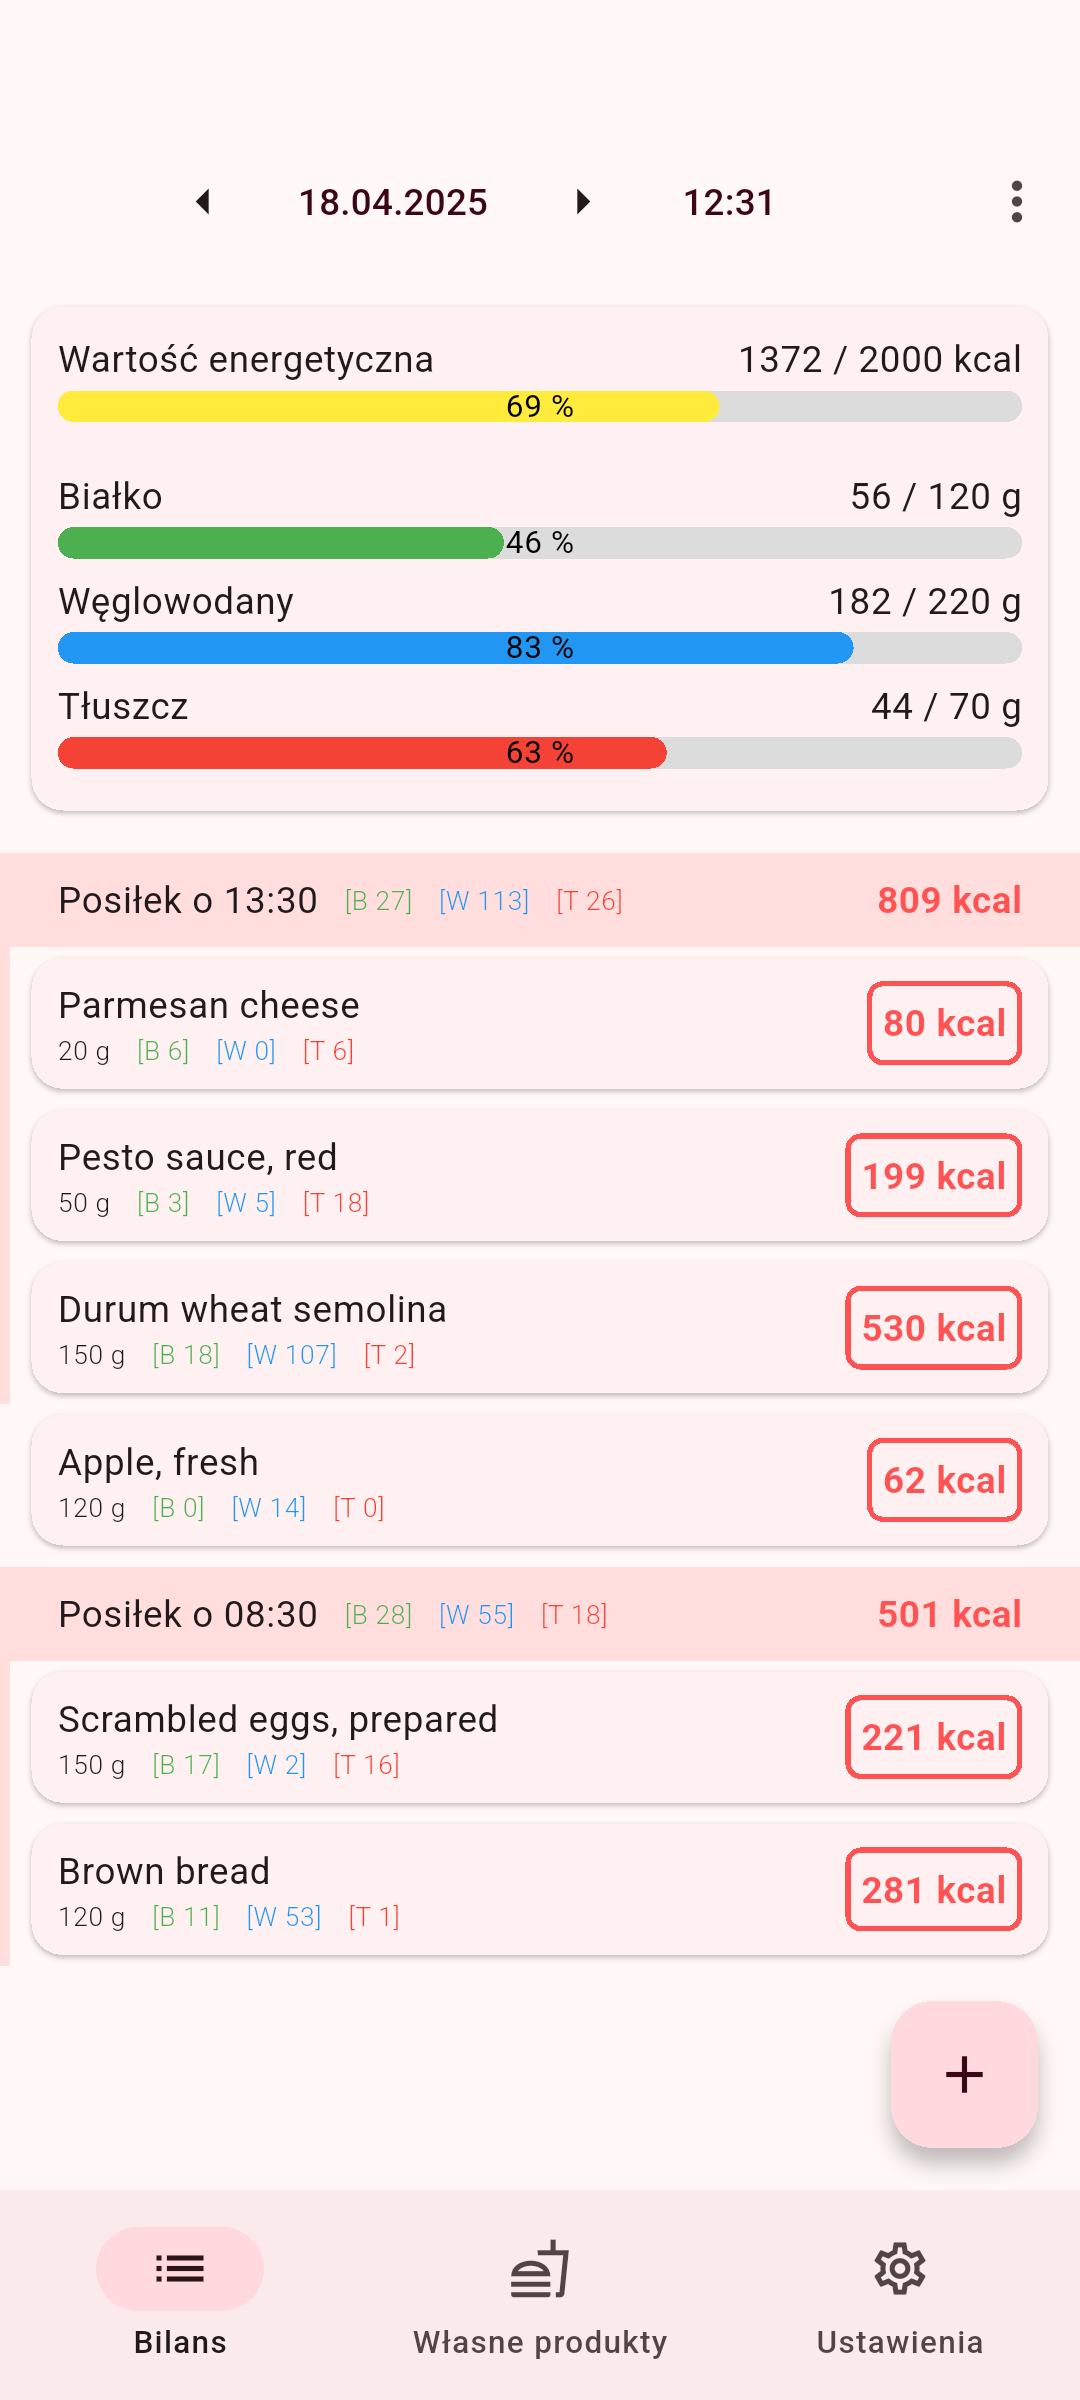 18.04.2025 12:31
Wartość energetyczna 1372 / 2000 kcal
69 %
Białko 56 / 120 g
46 %
Węglowodany 182 / 220 g
83 %
Tłuszcz 44 / 70 g
63 %
Posiłek o 13:30 [B 27] [W 113] [T 26] 809 kcal
Parmesan cheese
20 g [B 6] [W 0] [T 6]
80 kcal
Pesto sauce, red
50 g [B 3] [W 5] [T 18]
199 kcal
Durum wheat semolina
150 g [B 18] [W 107] [T 2]
530 kcal
Apple, fresh
120 g [B 0] [W 14] [T 0]
62 kcal
Posiłek o 08:30 [B 28] [W 55] [T 18] 501 kcal
Scrambled eggs, prepared
150 g [B 17] [W 2] [T 16]
221 kcal
Brown bread
120 g [B 11] [W 53] [T 1]
281 kcal
Bilans Własne produkty Ustawienia